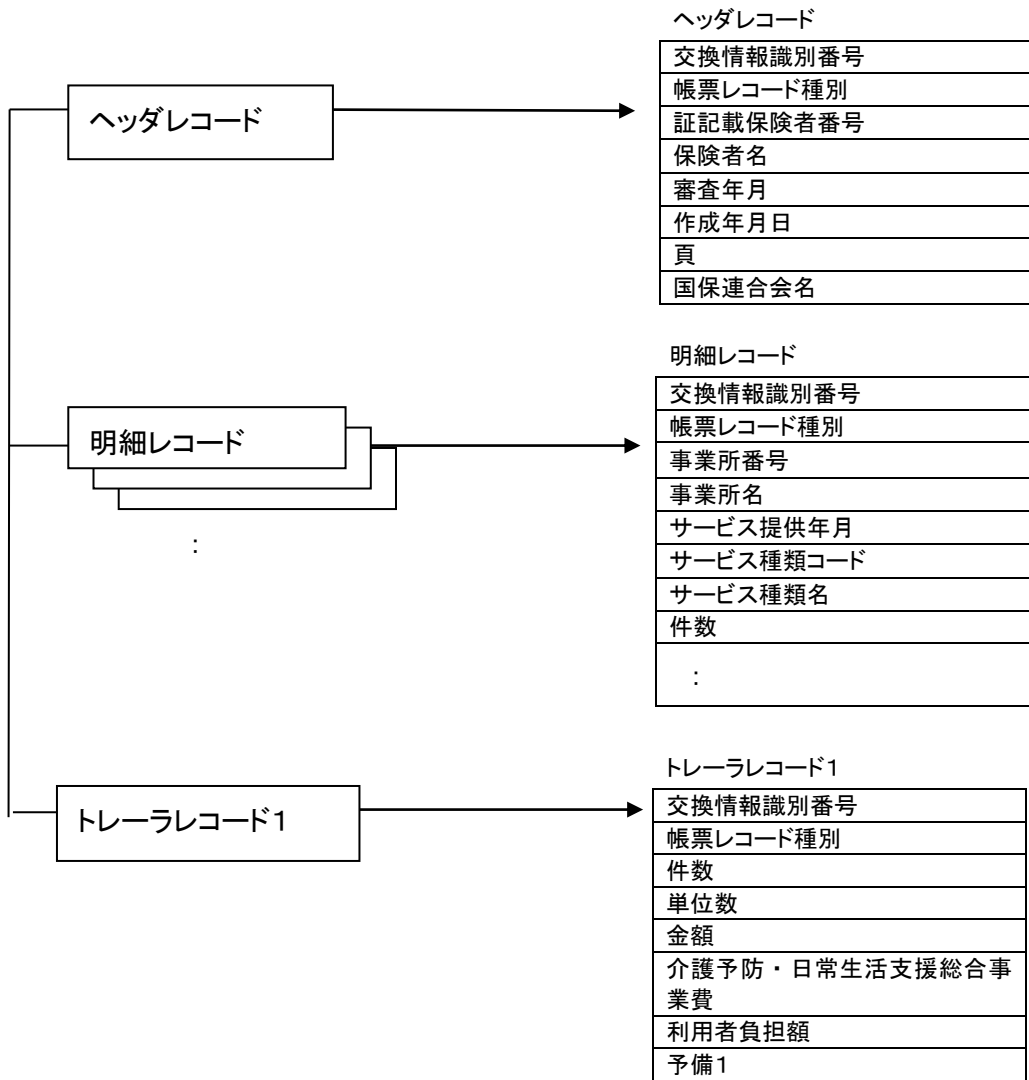 ヘッダレコード
ヘッダレコード
交換情報識別番号
帳票レコード種別
証記載保険者番号
保険者名
審査年月
作成年月日
頁
国保連合会名
明細レコード
:
明細レコード
交換情報識別番号
帳票レコード種別
事業所番号
事業所名
サービス提供年月
サービス種類コード
サービス種類名
件数
:
トレーラレコード1
トレーラレコード1
交換情報識別番号
帳票レコード種別
件数
単位数
金額
介護予防・日常生活支援総合事
業費
利用者負担額
予備1